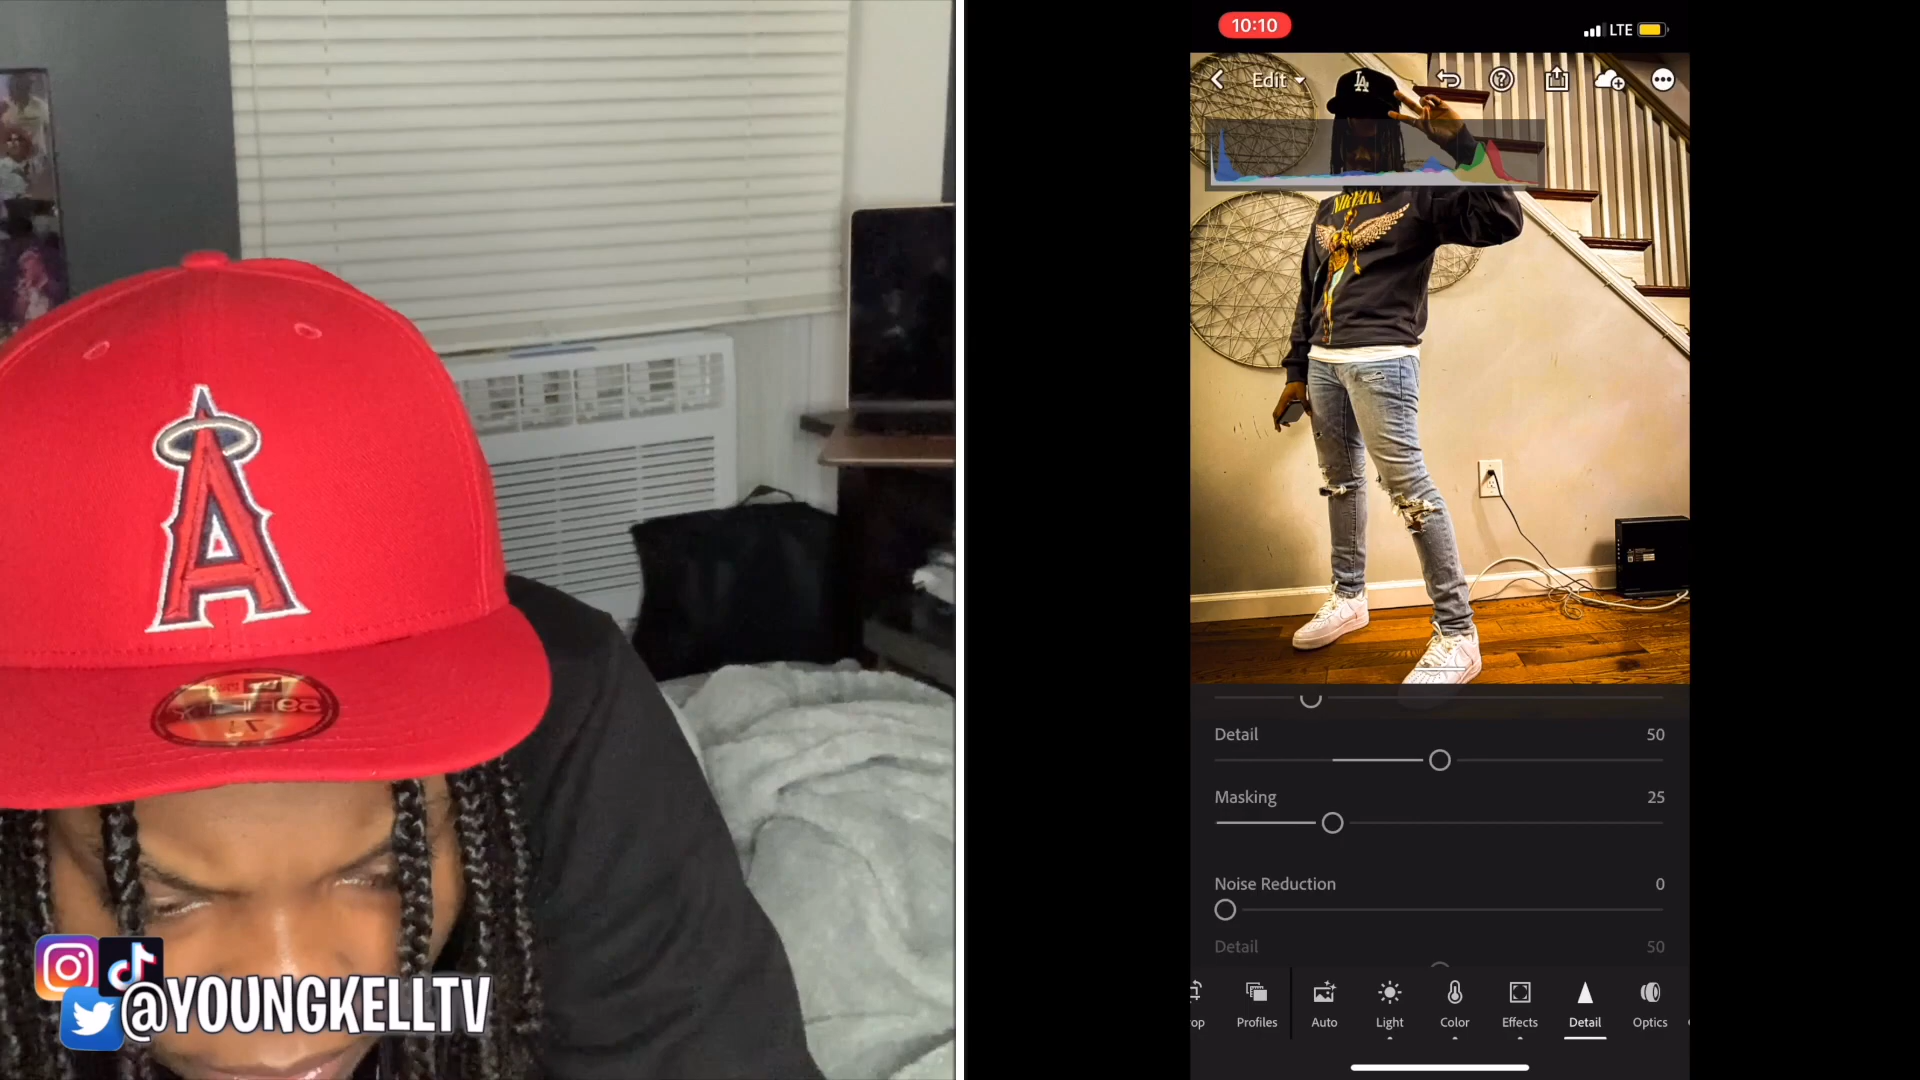 A
@YOUNGKELLTV
10:10
LTE
Edit
LA
NIRVANA
Detail 50
Masking 25
Noise Reduction 0
Detail 50
op
Profiles
Auto
Light
Color
Effects
Detail
Optics